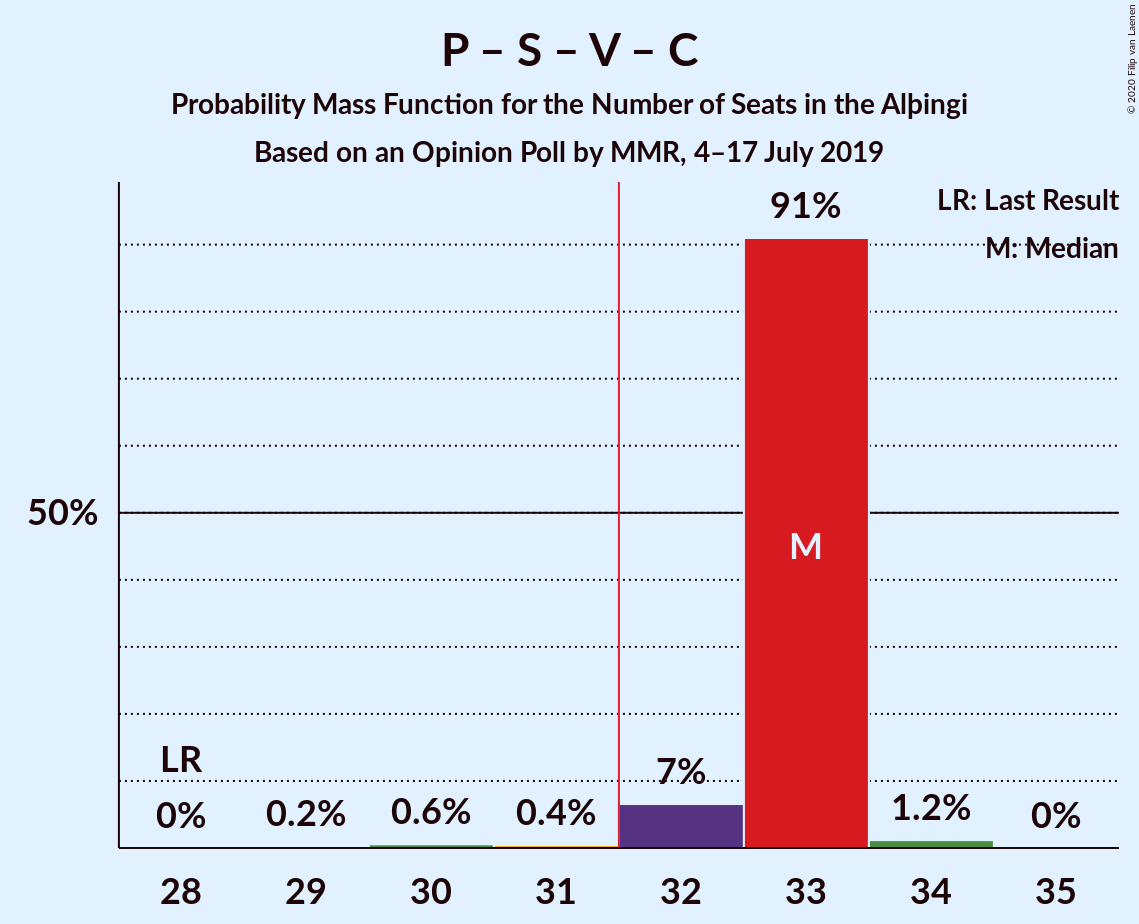 P – S – V – C
Probability Mass Function for the Number of Seats in the Alþingi
Based on an Opinion Poll by MMR, 4–17 July 2019
© 2020 Filip van Laenen
LR: Last Result
M: Median
91%
50%
M
LR
0%
0.2%
0.6%
0.4%
7%
1.2%
0%
28
29
30
31
32
33
34
35